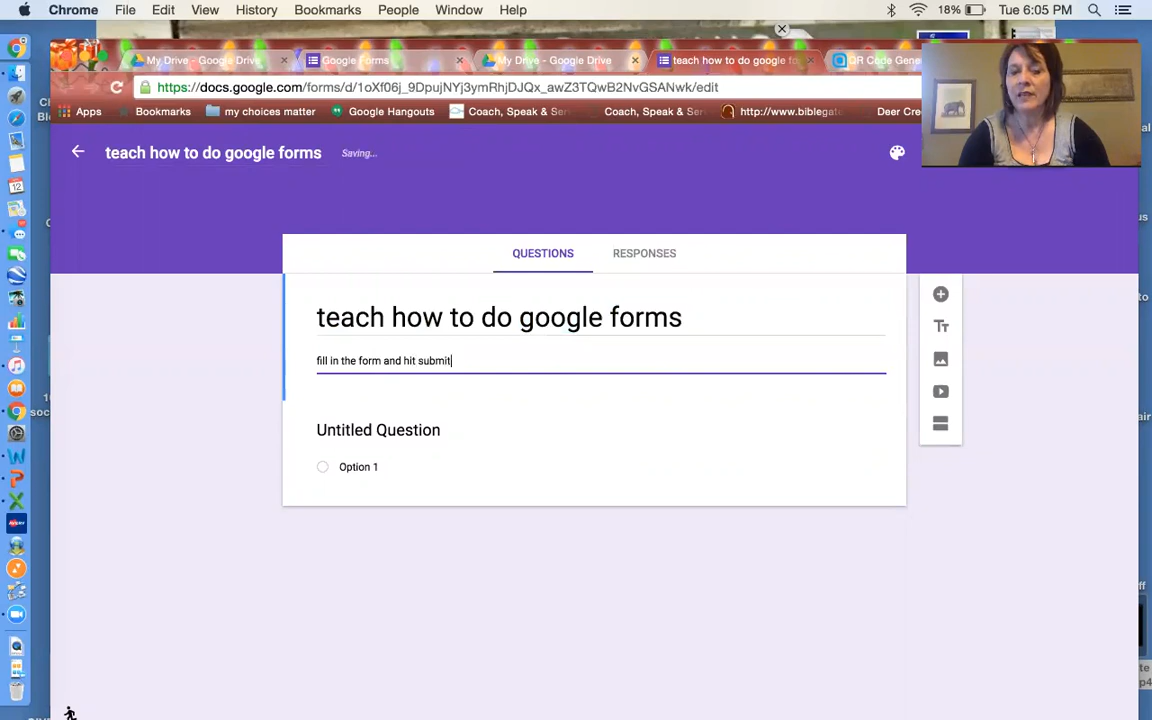 Chrome File Edit View History Bookmarks People Window Help 18% Tue 6:05 PM
My Drive - Google Drive Google Forms My Drive - Google Drive teach how to do google fo QR Code Gene
https://docs.google.com/forms/d/1oXf06j_9DpujNYj3ymRhjDJQx_awZ3TQwB2NvGSANwk/edit
Apps Bookmarks my choices matter Google Hangouts Coach, Speak & Ser Coach, Speak & Se http://www.biblega Deer Cre
teach how to do google forms Saving...
QUESTIONS RESPONSES
teach how to do google forms
fill in the form and hit submit
Untitled Question
Option 1